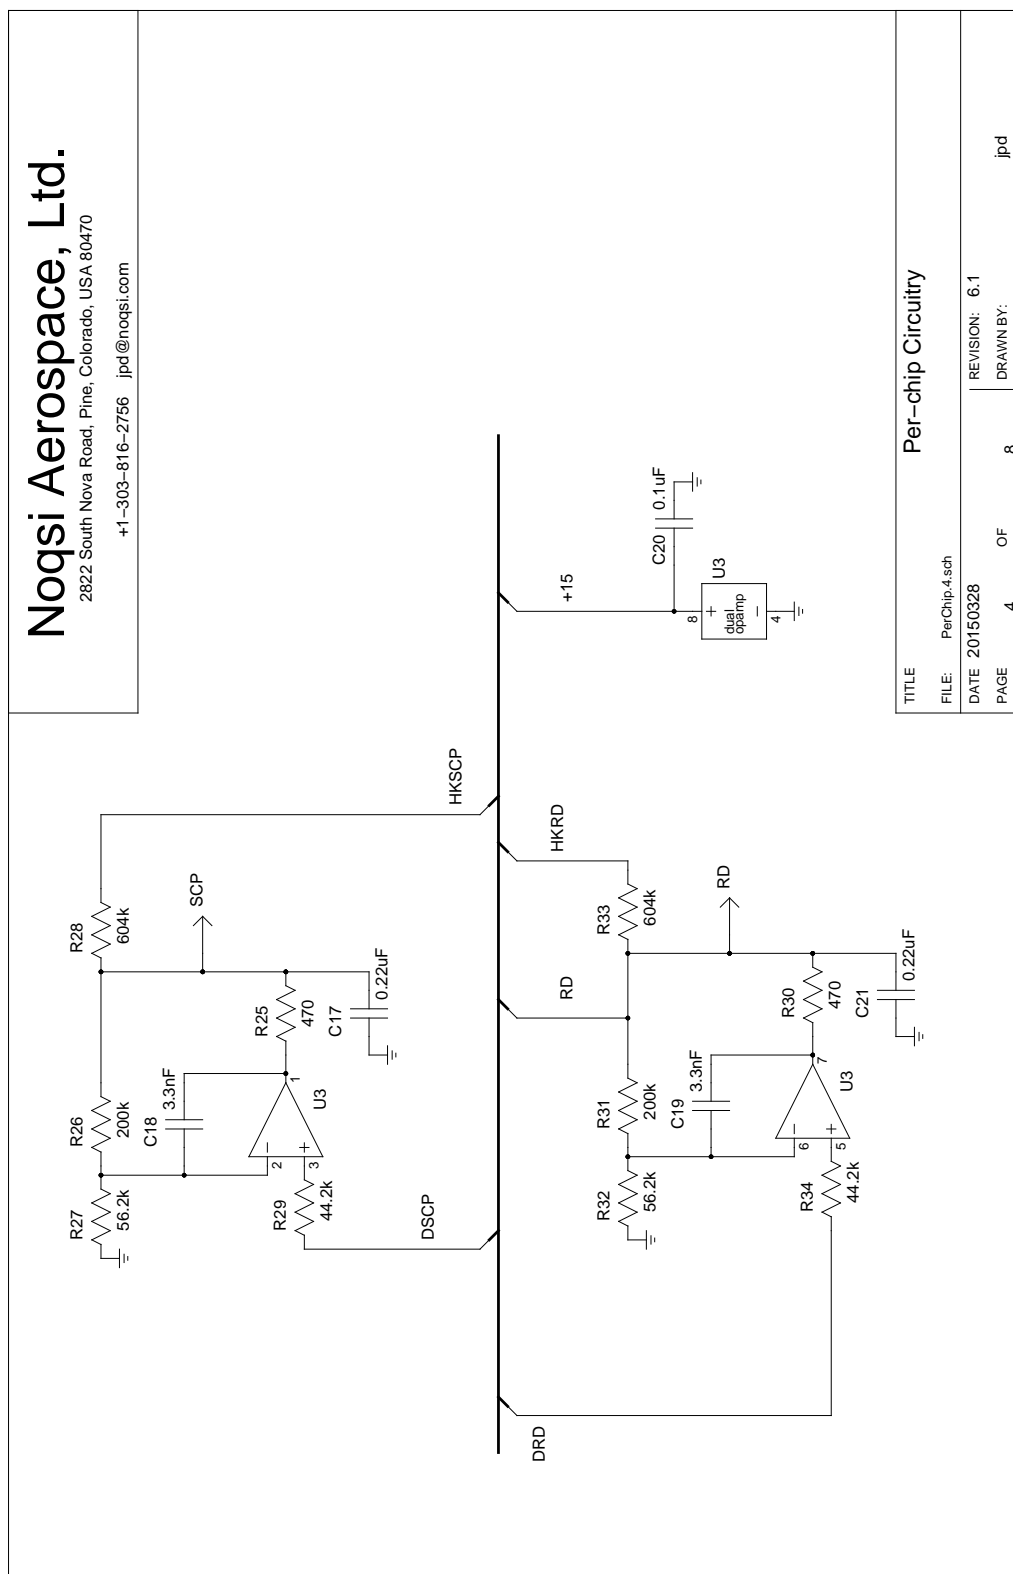 Noqsi Aerospace, Ltd.
2822 South Nova Road, Pine, Colorado, USA 80470
+1−303−816−2756 jpd@noqsi.com
R27
56.2k
R26
200k
R28
604k
C18
3.3nF
2
3
1
U3
R29
44.2k
R25
470
C17
0.22uF
SCP
DSCP
HKSCP
DRD
RD
HKRD
+15
R32
56.2k
R31
200k
R33
604k
C19
3.3nF
6
5
7
U3
R34
44.2k
R30
470
C21
0.22uF
RD
C20
0.1uF
U3
8
+
dual
opamp
−
4
TITLE
Per−chip Circuitry
FILE: PerChip.4.sch
REVISION: 6.1
DATE 20150328
PAGE 4 OF 8
DRAWN BY: jpd